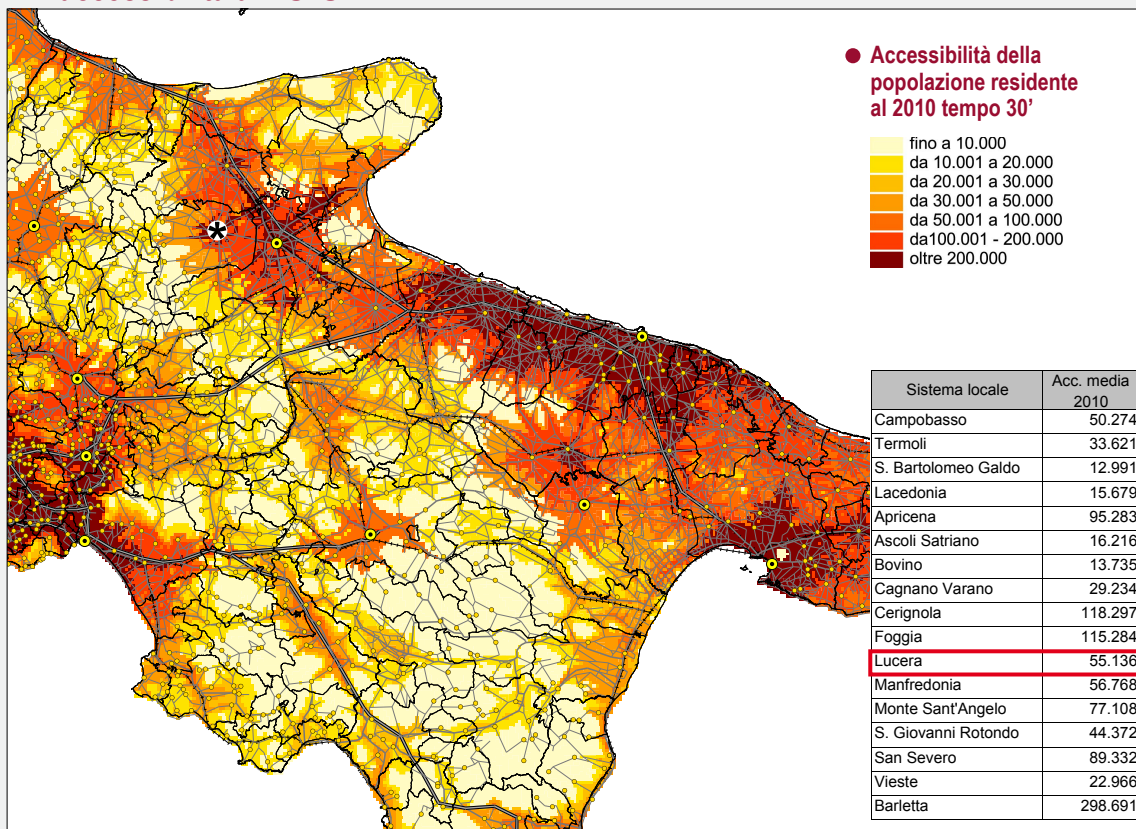 ● Accessibilità della
popolazione residente
al 2010 tempo 30’
fino a 10.000
da 10.001 a 20.000
da 20.001 a 30.000
da 30.001 a 50.000
da 50.001 a 100.000
da100.001 - 200.000
oltre 200.000
*
Sistema locale Acc. media 2010
Campobasso 50.274
Termoli 33.621
S. Bartolomeo Galdo 12.991
Lacedonia 15.679
Apricena 95.283
Ascoli Satriano 16.216
Bovino 13.735
Cagnano Varano 29.234
Cerignola 118.297
Foggia 115.284
Lucera 55.136
Manfredonia 56.768
Monte Sant'Angelo 77.108
S. Giovanni Rotondo 44.372
San Severo 89.332
Vieste 22.966
Barletta 298.691